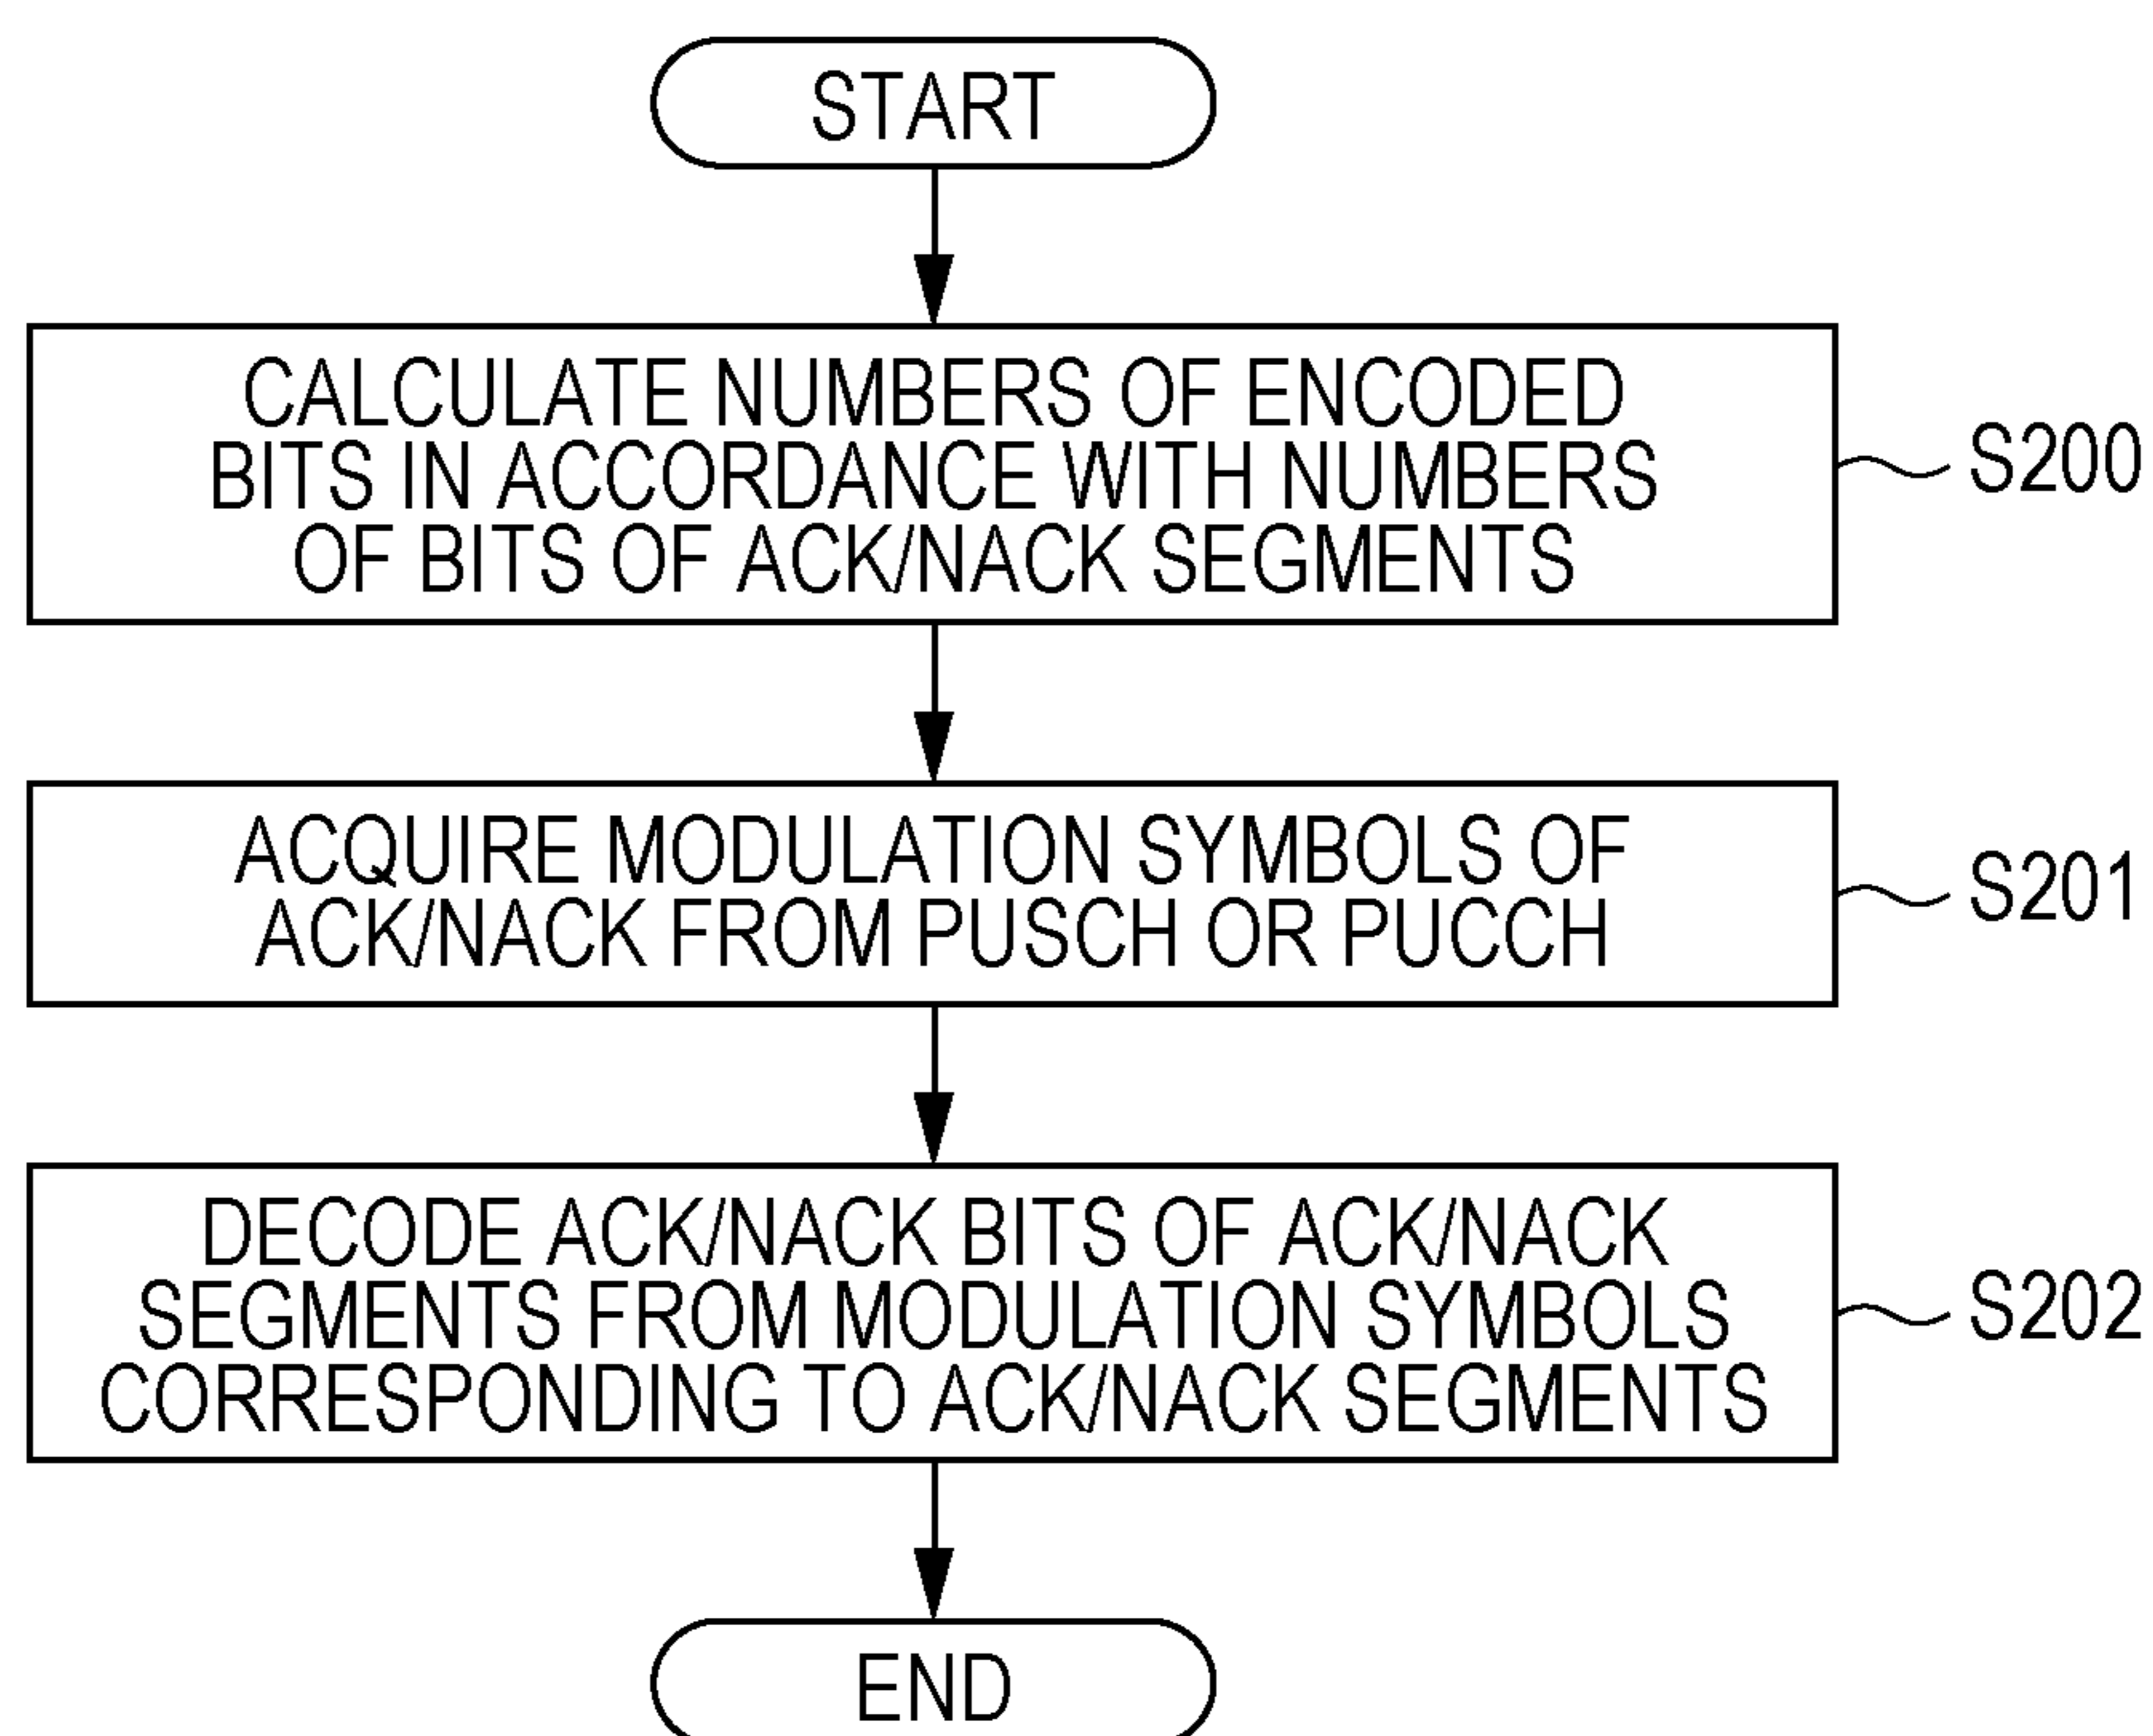 START
CALCULATE NUMBERS OF ENCODED
BITS IN ACCORDANCE WITH NUMBERS
OF BITS OF ACK/NACK SEGMENTS
S200
ACQUIRE MODULATION SYMBOLS OF
ACK/NACK FROM PUSCH OR PUCCH
S201
DECODE ACK/NACK BITS OF ACK/NACK
SEGMENTS FROM MODULATION SYMBOLS
CORRESPONDING TO ACK/NACK SEGMENTS
S202
END